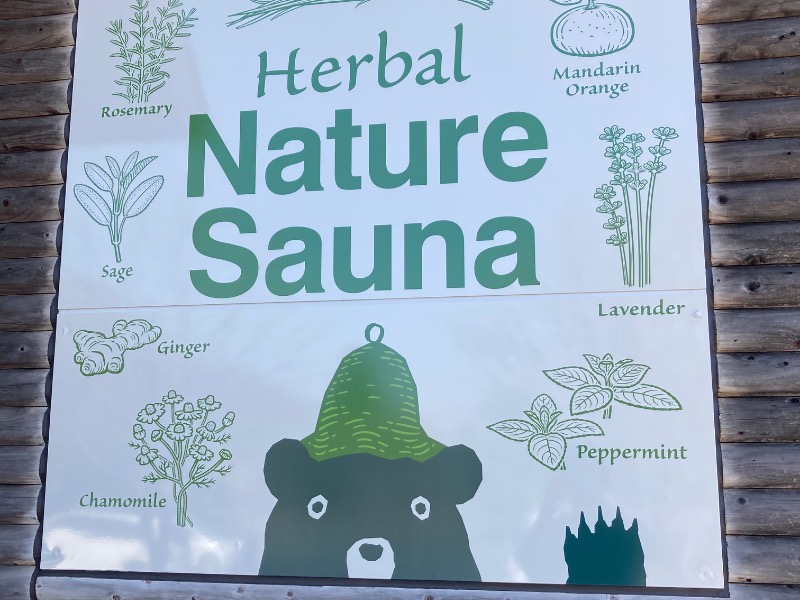 Rosemary
Herbal
Mandarin
Orange
Nature
Sauna
Sage
Lavender
Ginger
Chamomile
Peppermint